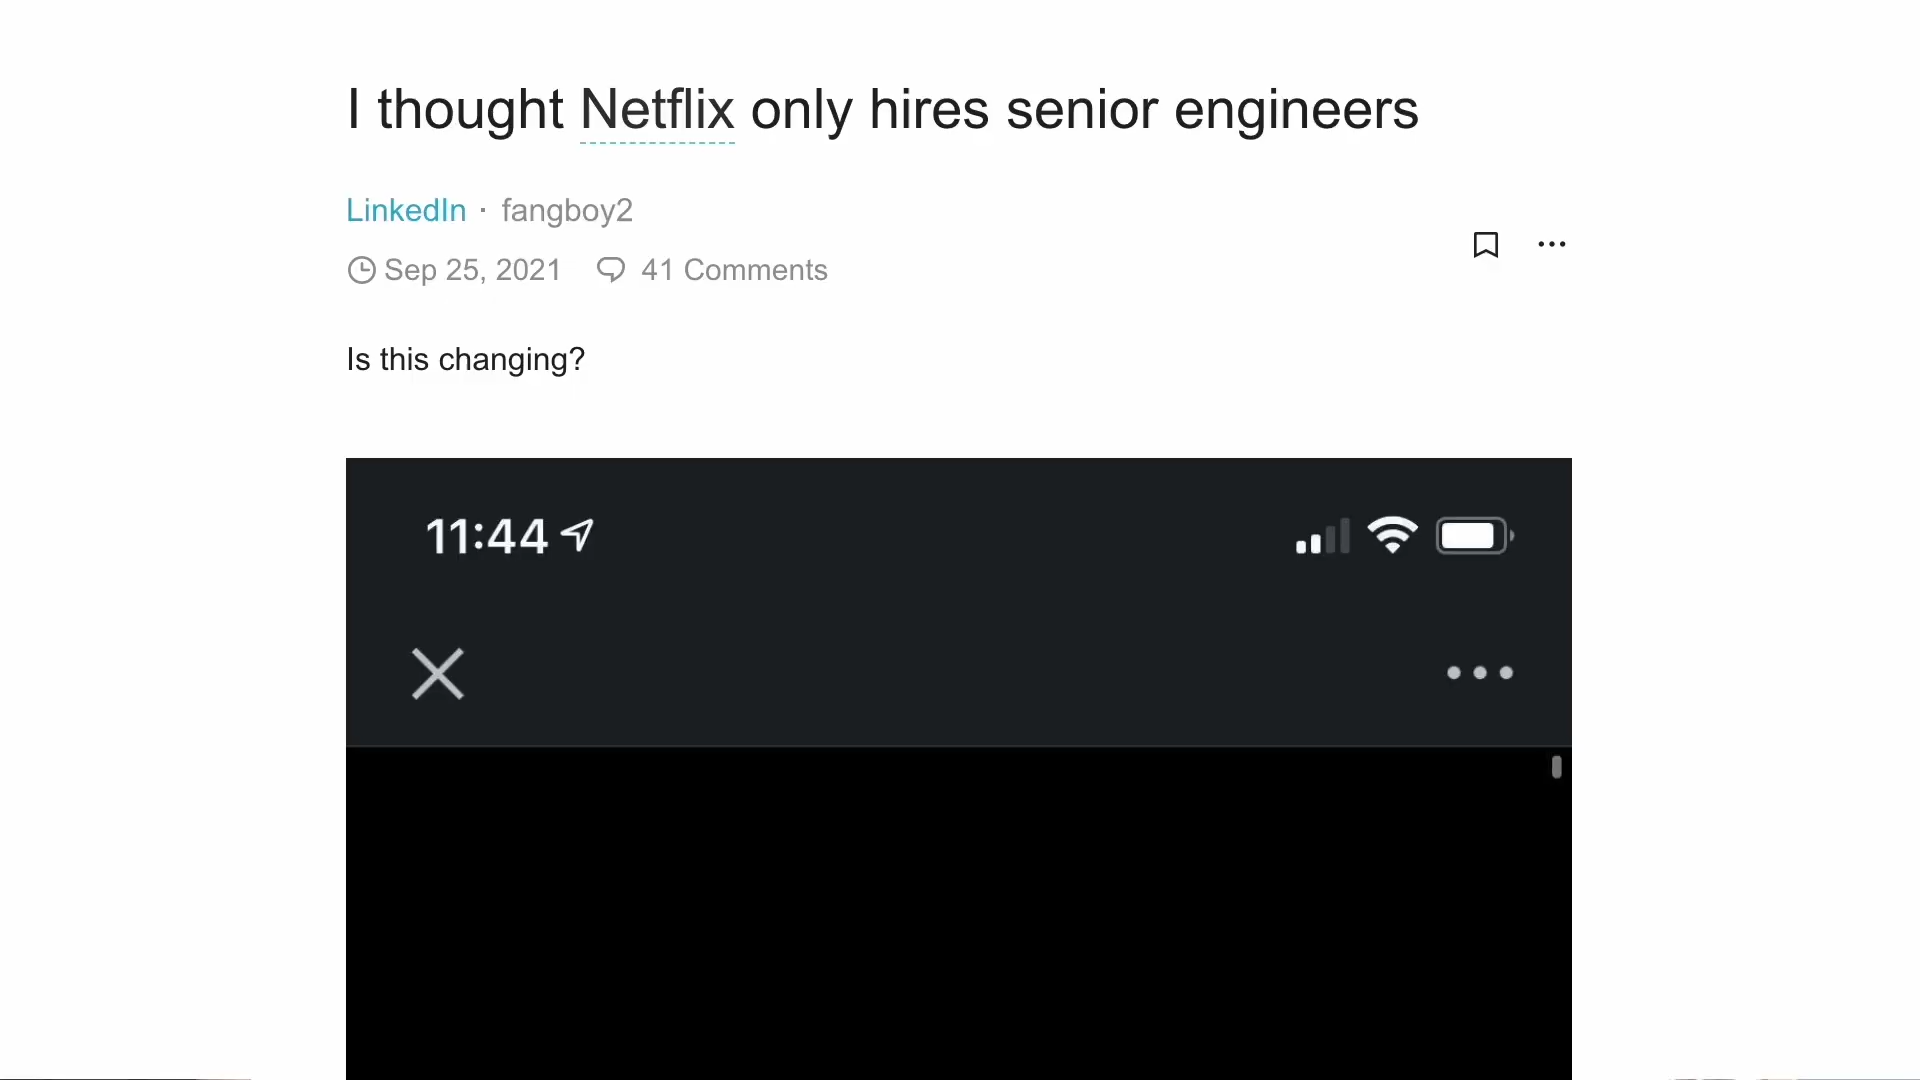 I thought Netflix only hires senior engineers
LinkedIn · fangboy2
Sep 25, 2021 41 Comments
Is this changing?
11:44